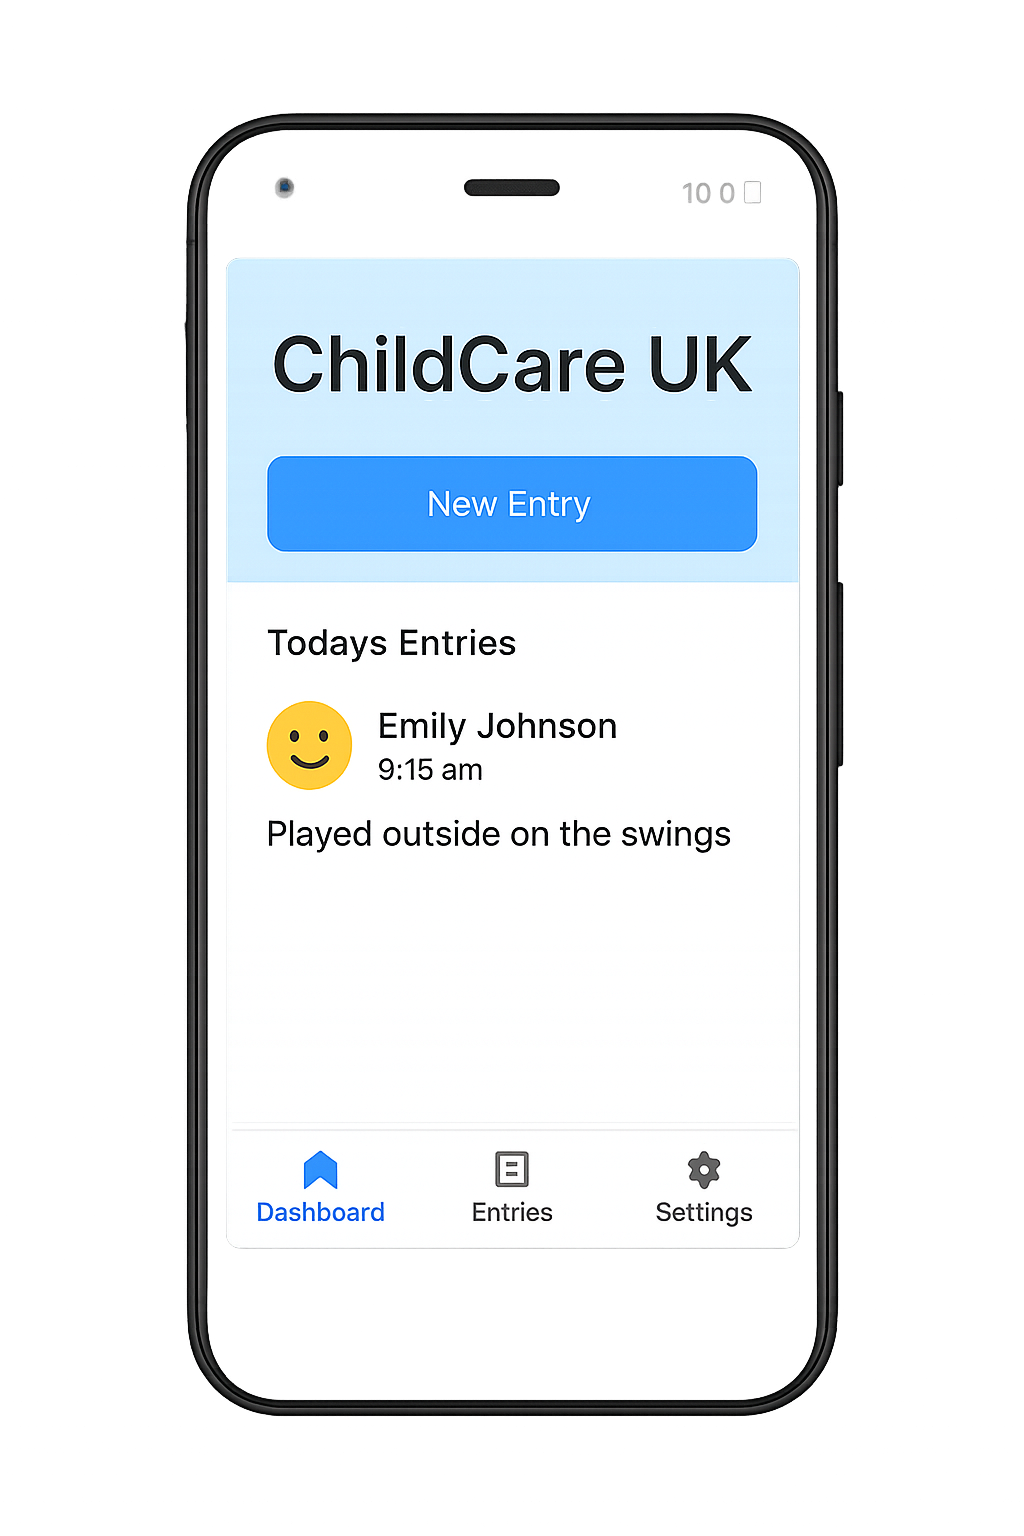 10 0
ChildCare UK
New Entry
Todays Entries
Emily Johnson
9:15 am
Played outside on the swings
Dashboard
Entries
Settings